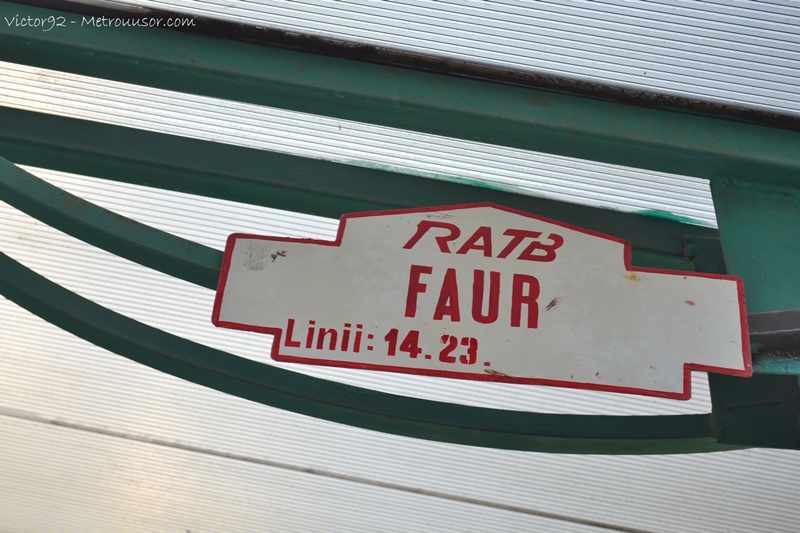 Victor92 - Metrouusor.com
RATB
FAUR
Linii: 14. 23.